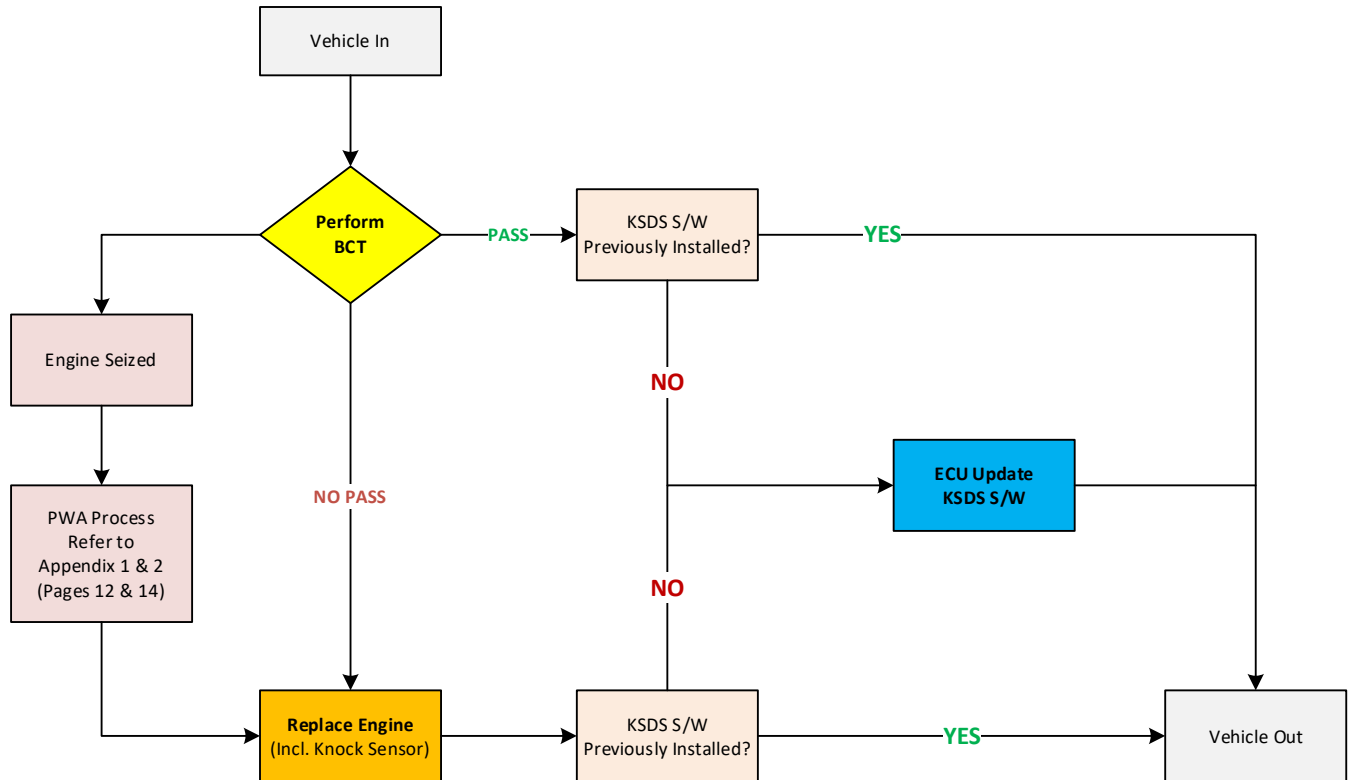 Vehicle In
Perform
BCT
PASS
KSDS S/W
Previously Installed?
YES
Engine Seized
NO
ECU Update
KSDS S/W
NO PASS
PWA Process
Refer to
Appendix 1 & 2
(Pages 12 & 14)
NO
Replace Engine
(Incl. Knock Sensor)
KSDS S/W
Previously Installed?
YES
Vehicle Out